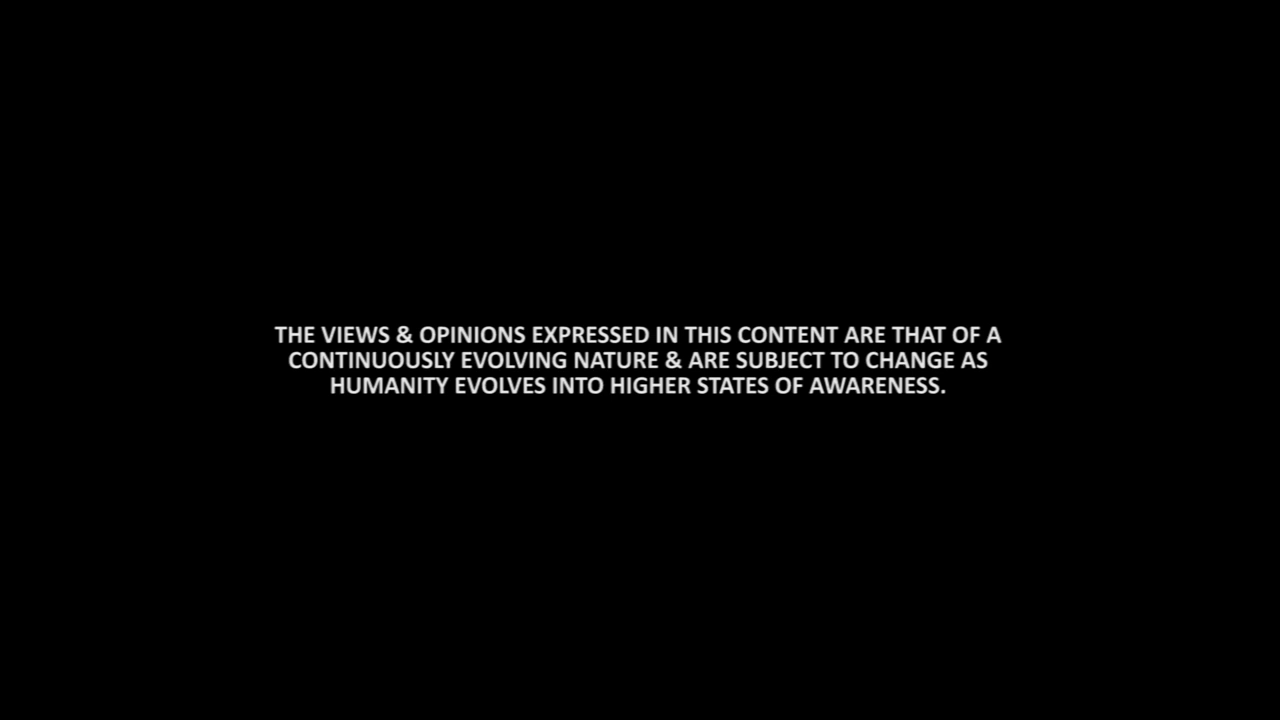 THE VIEWS & OPINIONS EXPRESSED IN THIS CONTENT ARE THAT OF A
CONTINUOUSLY EVOLVING NATURE & ARE SUBJECT TO CHANGE AS
HUMANITY EVOLVES INTO HIGHER STATES OF AWARENESS.